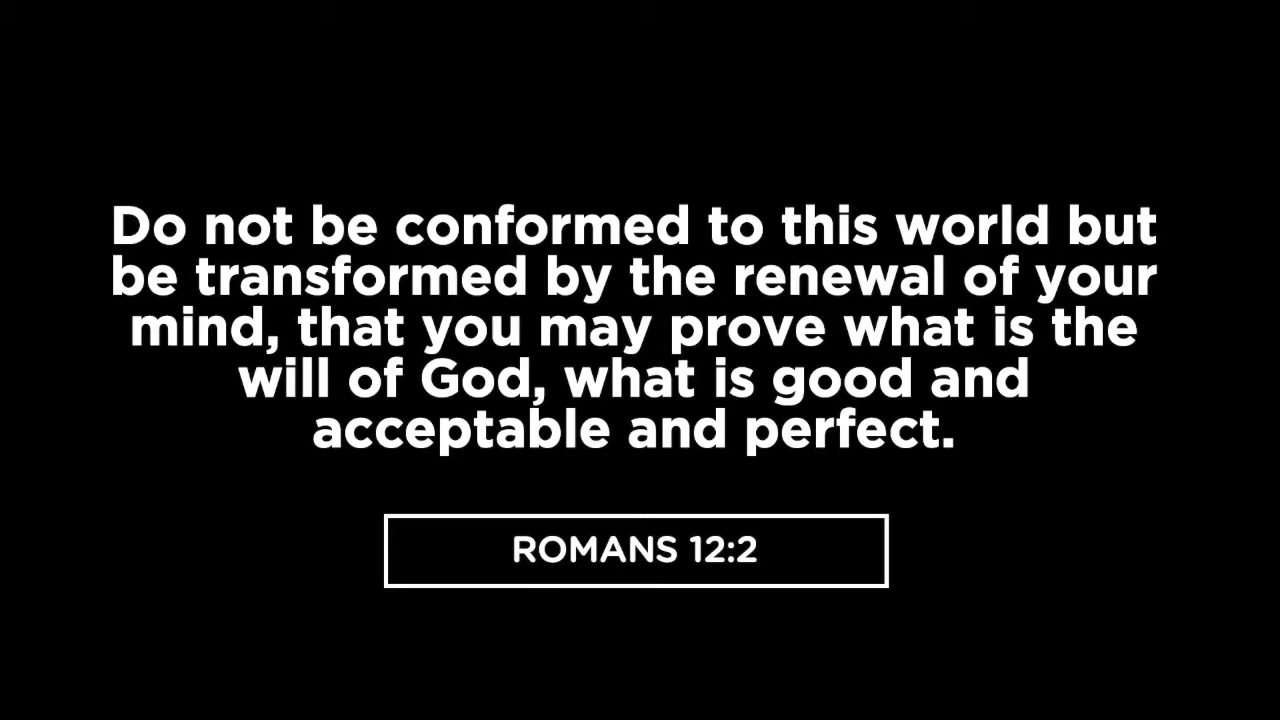 Do not be conformed to this world but
be transformed by the renewal of your
mind, that you may prove what is the
will of God, what is good and
acceptable and perfect.
ROMANS 12:2